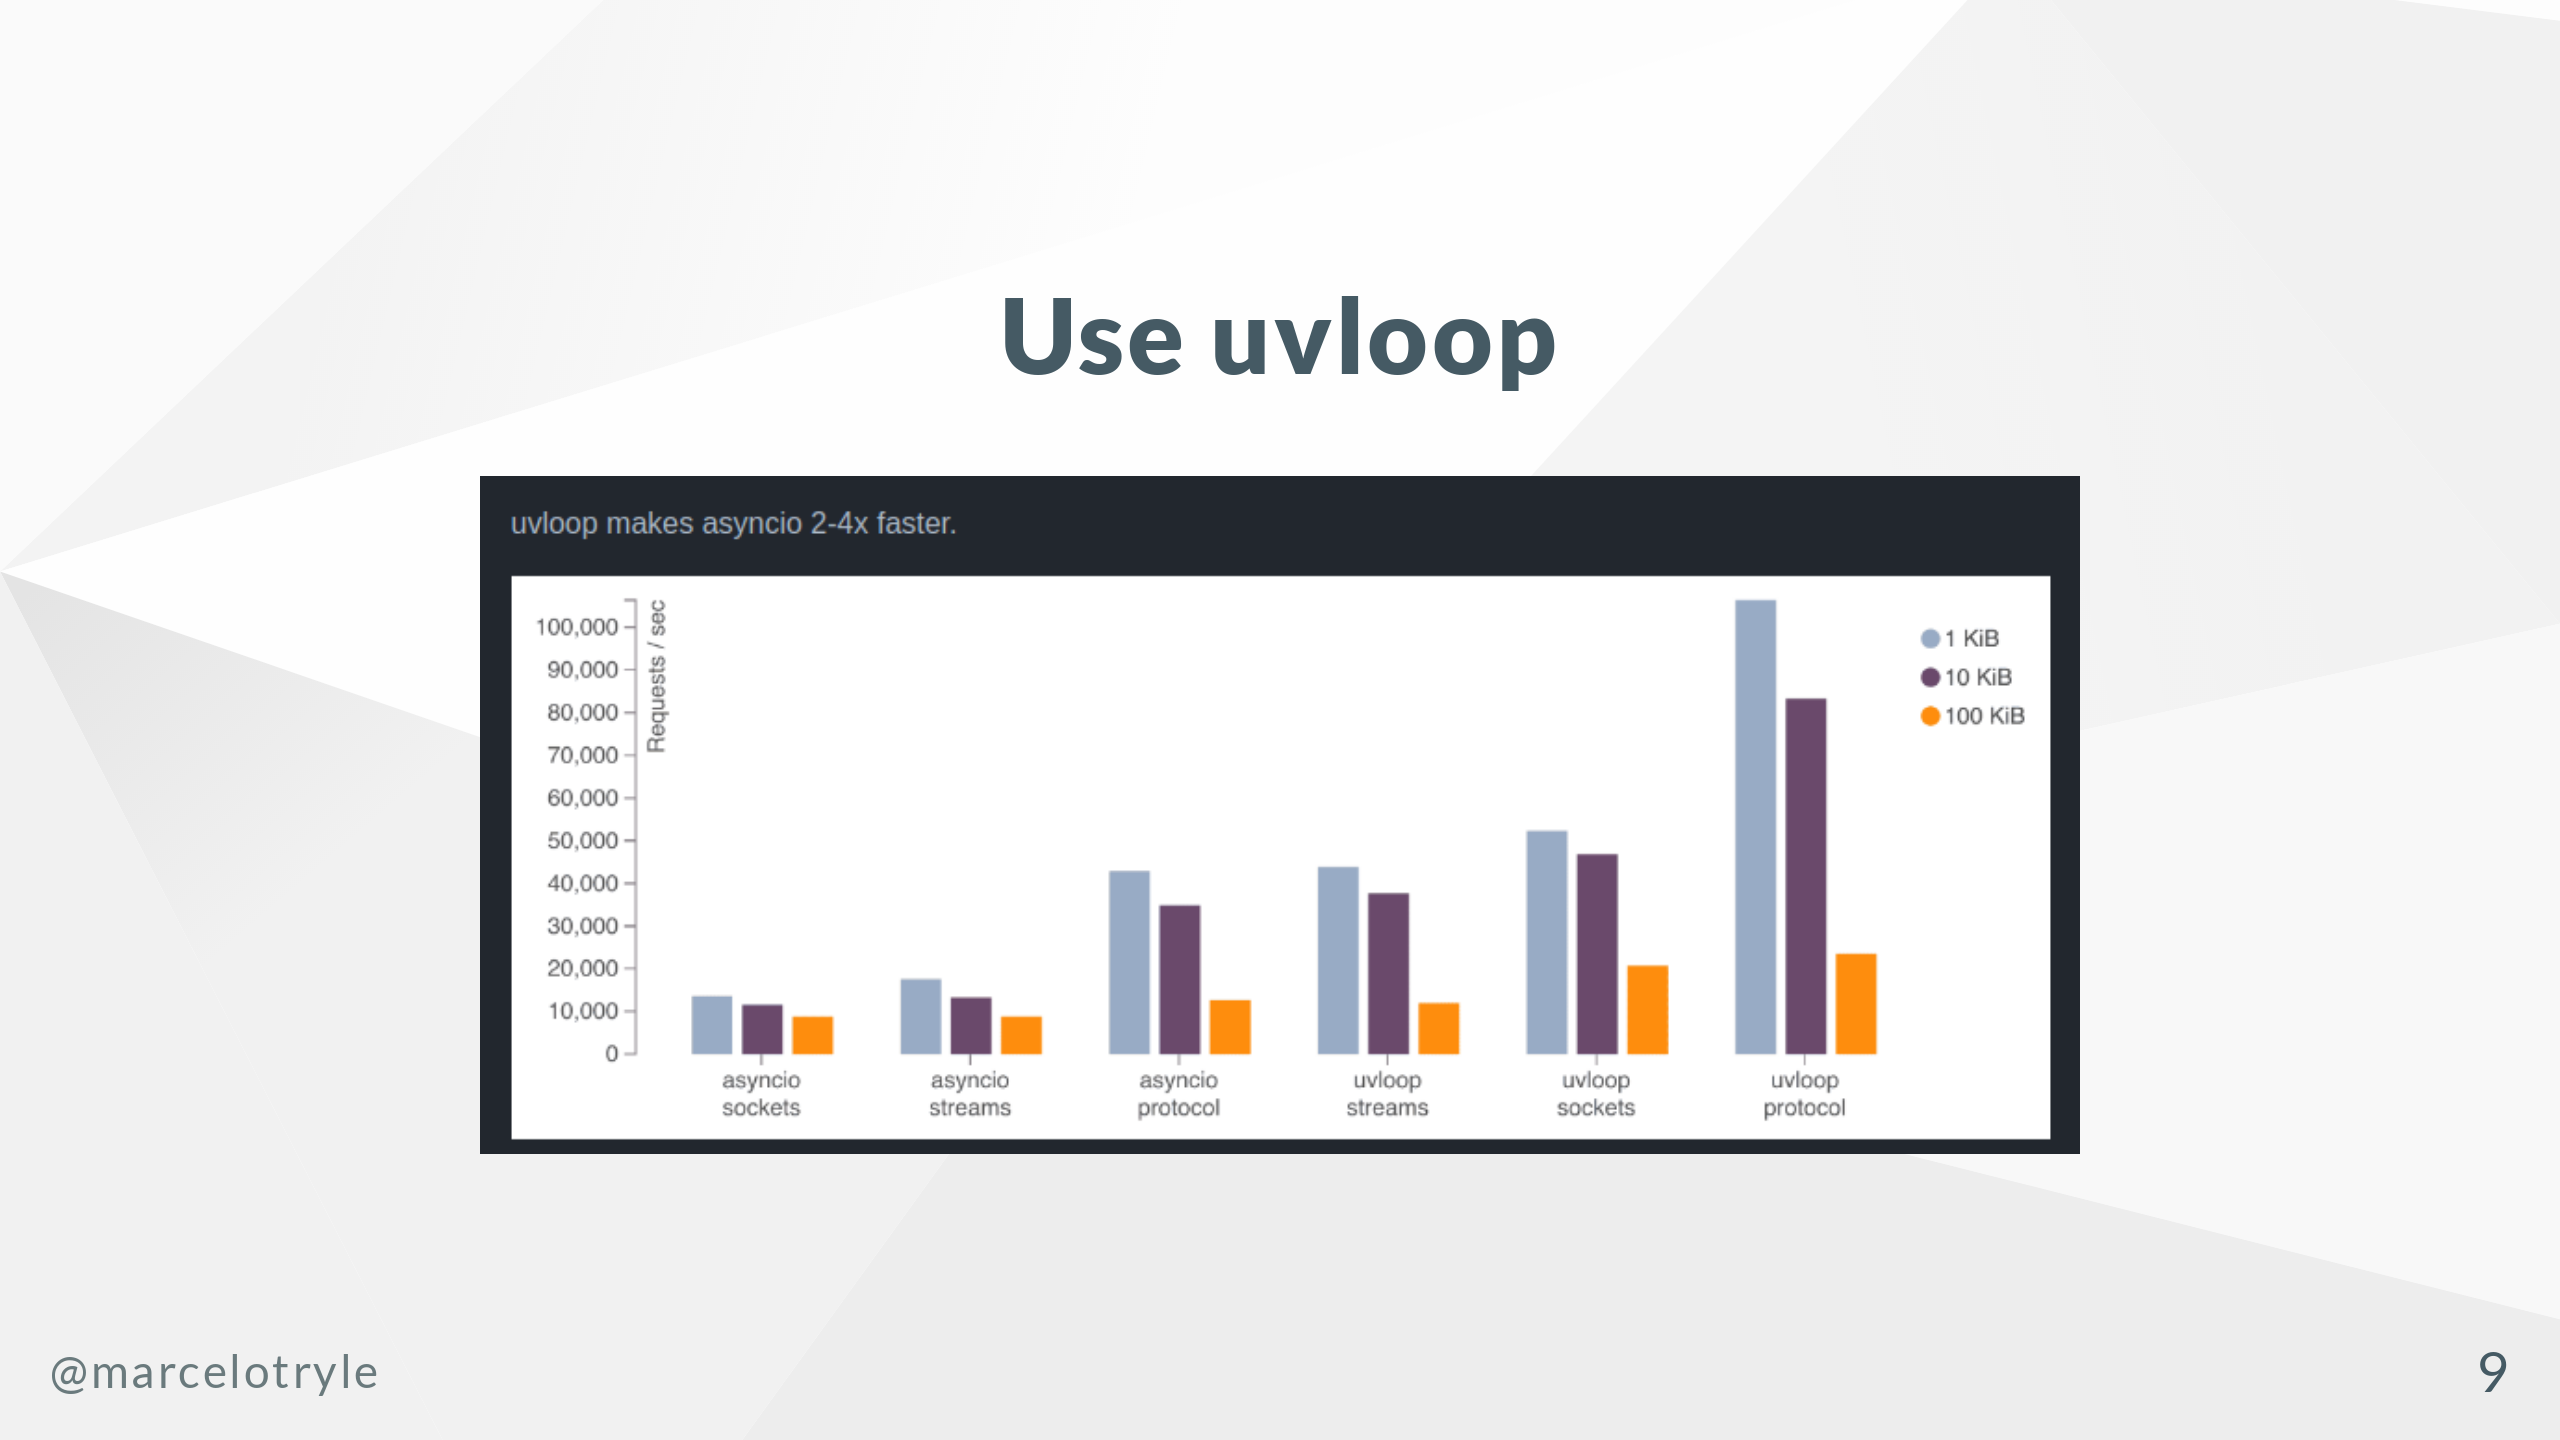 Use uvloop
uvloop makes asyncio 2-4x faster.
Requests / sec
100,000
90,000
80,000
70,000
60,000
50,000
40,000
30,000
20,000
10,000
0
1 KiB
10 KiB
100 KiB
asyncio
sockets
asyncio
streams
asyncio
protocol
uvloop
streams
uvloop
sockets
uvloop
protocol
@marcelotryle
9